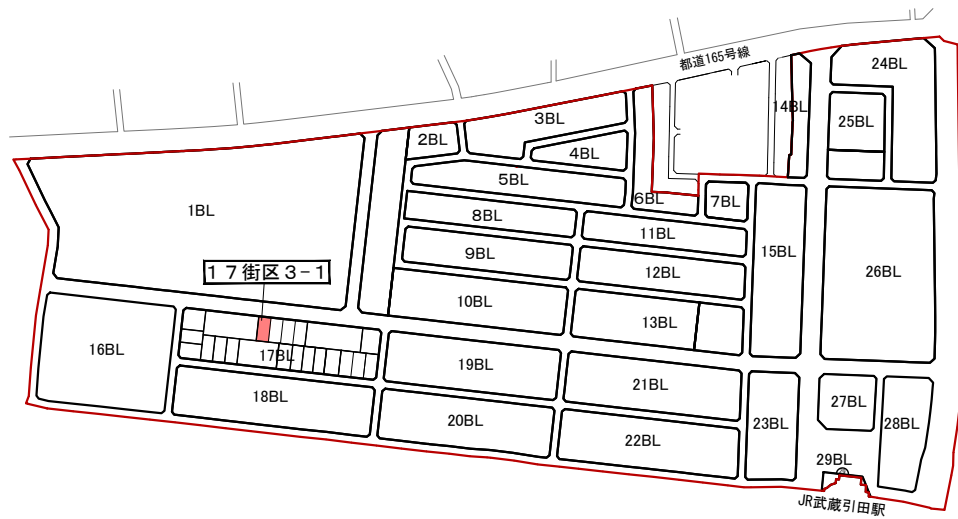 都道165号線
24BL
14BL
3BL
25BL
2BL
4BL
5BL
6BL
7BL
1BL
8BL
11BL
15BL
9BL
12BL
26BL
17街区3-1
10BL
13BL
16BL
17BL
19BL
21BL
18BL
27BL
20BL
23BL
28BL
22BL
29BL
JR武蔵引田駅